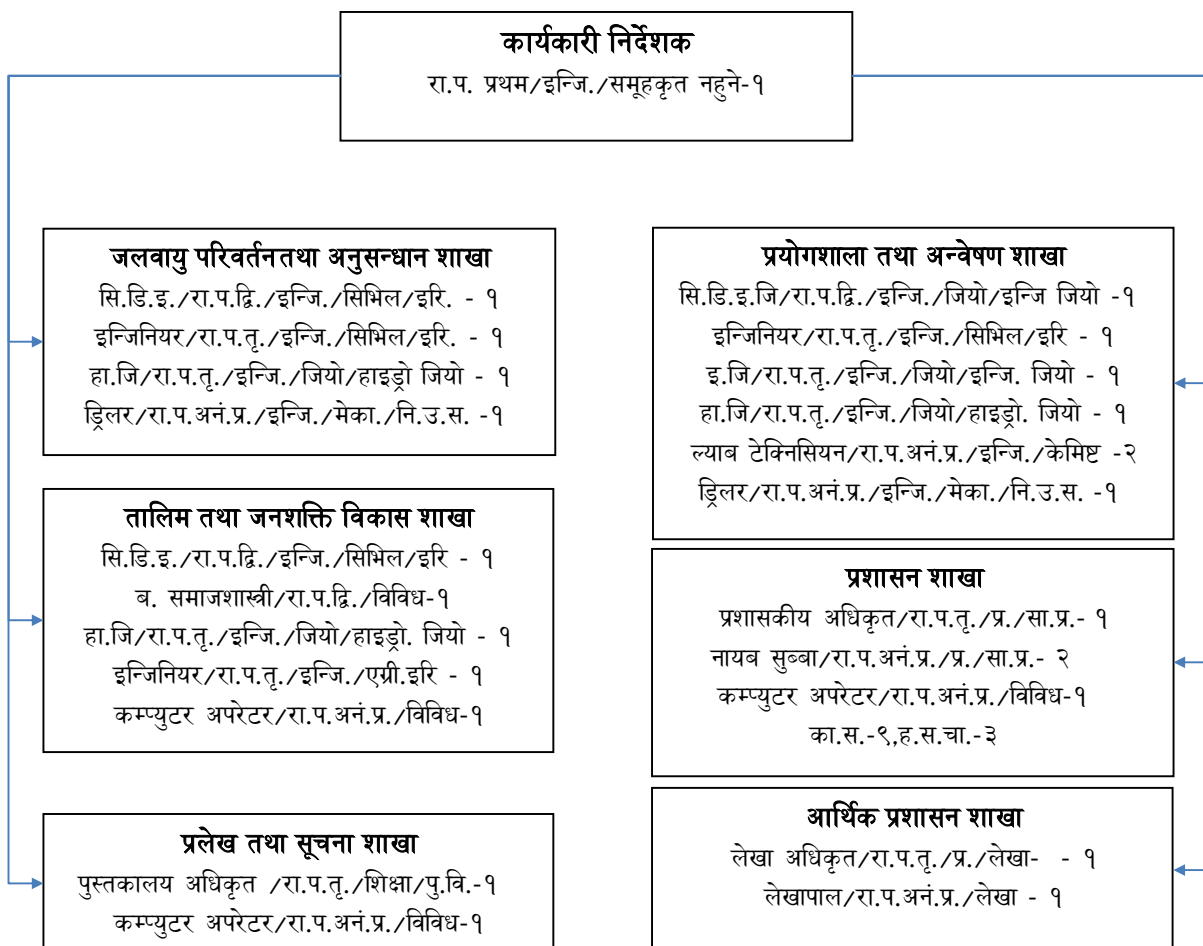 कार्यकारी निर्देशक
रा.प. प्रथम/इन्जि./समूहकृत नहुने-१
जलवायु परिवर्तनतथा अनुसन्धान शाखा
सि.डि.इ./रा.प.द्वि./इन्जि./सिभिल/इरि. - १
इन्जिनियर/रा.प.तृ./इन्जि./सिभिल/इरि. - १
हा.जि/रा.प.तृ./इन्जि./जियो/हाइड्रो जियो - १
ड्रिलर/रा.प.अनं.प्र./इन्जि./मेका./नि.उ.स. -१
तालिम तथा जनशक्ति विकास शाखा
सि.डि.इ./रा.प.द्वि./इन्जि./सिभिल/इरि - १
ब. समाजशास्त्री/रा.प.द्वि./विविध-१
हा.जि/रा.प.तृ./इन्जि./जियो/हाइड्रो. जियो - १
इन्जिनियर/रा.प.तृ./इन्जि./एग्री.इरि - १
कम्प्युटर अपरेटर/रा.प.अनं.प्र./विविध-१
प्रलेख तथा सूचना शाखा
पुस्तकालय अधिकृत /रा.प.तृ./शिक्षा/पु.वि.-१
कम्प्युटर अपरेटर/रा.प.अनं.प्र./विविध-१
प्रयोगशाला तथा अन्वेषण शाखा
सि.डि.इ.जि/रा.प.द्वि./इन्जि./जियो/इन्जि जियो -१
इन्जिनियर/रा.प.तृ./इन्जि./सिभिल/इरि - १
इ.जि/रा.प.तृ./इन्जि./जियो/इन्जि. जियो - १
हा.जि/रा.प.तृ./इन्जि./जियो/हाइड्रो. जियो - १
ल्याब टेक्निसियन/रा.प.अनं.प्र./इन्जि./केमिष्ट -२
ड्रिलर/रा.प.अनं.प्र./इन्जि./मेका./नि.उ.स. -१
प्रशासन शाखा
प्रशासकीय अधिकृत/रा.प.तृ./प्र./सा.प्र.- १
नायब सुब्बा/रा.प.अनं.प्र./प्र./सा.प्र.- २
कम्प्युटर अपरेटर/रा.प.अनं.प्र./विविध-१
का.स.-९,ह.स.चा.-३
आर्थिक प्रशासन शाखा
लेखा अधिकृत/रा.प.तृ./प्र./लेखा- - १
लेखापाल/रा.प.अनं.प्र./लेखा - १